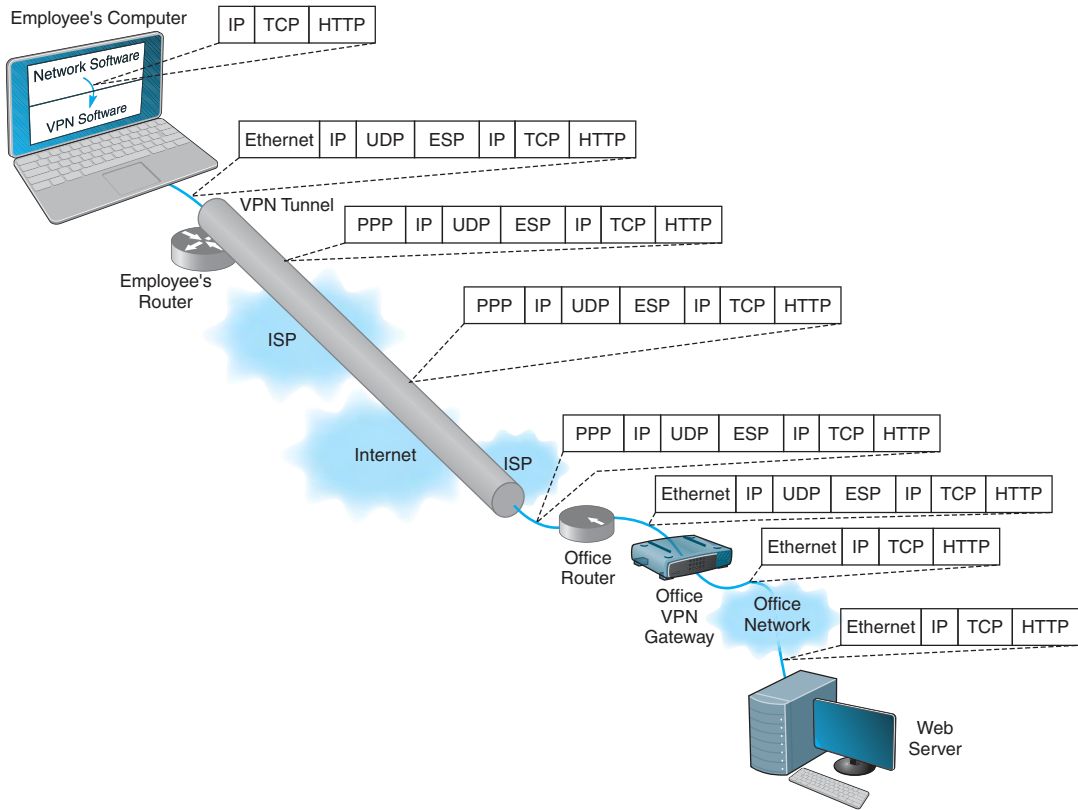 Employee's Computer
IP TCP HTTP
Network Software
VPN Software
Ethernet IP UDP ESP IP TCP HTTP
VPN Tunnel
PPP IP UDP ESP IP TCP HTTP
Employee's
Router
PPP IP UDP ESP IP TCP HTTP
ISP
PPP IP UDP ESP IP TCP HTTP
Internet
ISP
Ethernet IP UDP ESP IP TCP HTTP
Office
Router
Ethernet IP TCP HTTP
Office
VPN
Gateway
Office
Network
Ethernet IP TCP HTTP
Web
Server